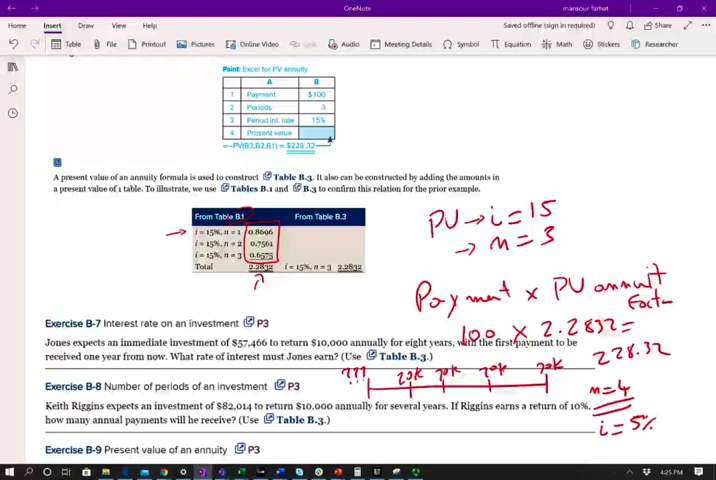 OneNote
mansour farhat
Home Insert Draw View Help
Saved offline (sign in required)
Share
Table File Printout Pictures Online Video Audio Meeting Details Symbol Equation Math Stickers Researcher
Point: Excel for PV annuity.
A B
1 Payment $100
2 Periods 3
3 Period int. rate 15%
4 Present value
=–PV(B3,B2,B1) = $228.32
A present value of an annuity formula is used to construct Table B.3. It also can be constructed by adding the amounts in
a present value of 1 table. To illustrate, we use Tables B.1 and B.3 to confirm this relation for the prior example.
From Table B.1 From Table B.3
i = 15%, n = 1 0.8696
i = 15%, n = 2 0.7561
i = 15%, n = 3 0.6575
Total 2.2832 i = 15%, n = 3 2.2832
PV → i = 15
→ n = 3
Payment x PV annuit
Factor
100 x 2.2832 =
228.32
Exercise B-7 Interest rate on an investment P3
Jones expects an immediate investment of $57,466 to return $10,000 annually for eight years, with the first payment to be
received one year from now. What rate of interest must Jones earn? (Use Table B.3.)
??? 20k 70k 70k 70k
n = 4
i = 5%
Exercise B-8 Number of periods of an investment P3
Keith Riggins expects an investment of $82,014 to return $10,000 annually for several years. If Riggins earns a return of 10%,
how many annual payments will he receive? (Use Table B.3.)
Exercise B-9 Present value of an annuity P3
4:25 PM